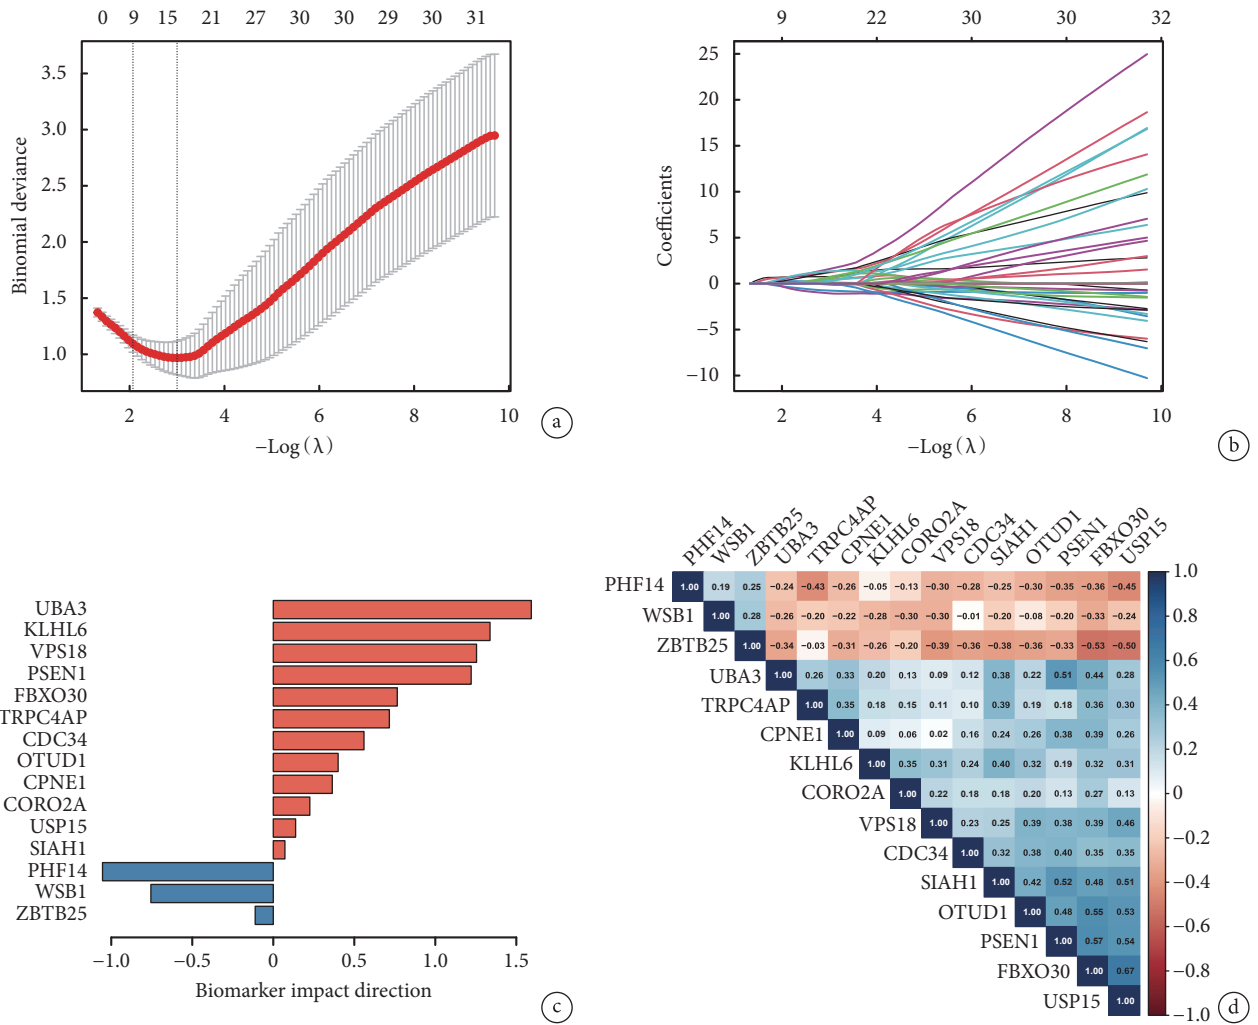 0 9 15 21 27 30 30 29 30 31
3.5
3.0
2.5
2.0
1.5
1.0
Binomial deviance
2 4 6 8 10
−Log (λ)
a
9 22 30 30 32
25
20
15
10
5
0
−5
−10
Coefficients
2 4 6 8 10
−Log (λ)
b
UBA3
KLHL6
VPS18
PSEN1
FBXO30
TRPC4AP
CDC34
OTUD1
CPNE1
CORO2A
USP15
SIAH1
PHF14
WSB1
ZBTB25
−1.0 −0.5 0 0.5 1.0 1.5
Biomarker impact direction
c
PHF14 WSB1 ZBTB25 UBA3 TRPC4AP CPNE1 KLHL6 CORO2A VPS18 CDC34 SIAH1 OTUD1 PSEN1 FBXO30 USP15
PHF14 1.00 0.19 0.25 −0.24 −0.43 −0.26 −0.05 −0.13 −0.30 −0.28 −0.25 −0.30 −0.35 −0.36 −0.45
WSB1 1.00 0.28 −0.26 −0.20 −0.22 −0.28 −0.30 −0.30 −0.01 −0.20 −0.08 −0.20 −0.33 −0.24
ZBTB25 1.00 −0.34 −0.03 −0.31 −0.26 −0.20 −0.39 −0.36 −0.38 −0.36 −0.33 −0.53 −0.50
UBA3 1.00 0.26 0.33 0.20 0.13 0.09 0.12 0.38 0.22 0.51 0.44 0.28
TRPC4AP 1.00 0.35 0.18 0.15 0.11 0.10 0.39 0.19 0.18 0.36 0.30
CPNE1 1.00 0.09 0.06 0.02 0.16 0.24 0.26 0.38 0.39 0.26
KLHL6 1.00 0.35 0.31 0.24 0.40 0.32 0.19 0.32 0.31
CORO2A 1.00 0.22 0.18 0.18 0.20 0.13 0.27 0.13
VPS18 1.00 0.23 0.25 0.39 0.38 0.39 0.46
CDC34 1.00 0.32 0.38 0.40 0.35 0.35
SIAH1 1.00 0.42 0.52 0.48 0.51
OTUD1 1.00 0.48 0.55 0.53
PSEN1 1.00 0.57 0.54
FBXO30 1.00 0.67
USP15 1.00
1.0
0.8
0.6
0.4
0.2
0
−0.2
−0.4
−0.6
−0.8
−1.0
d